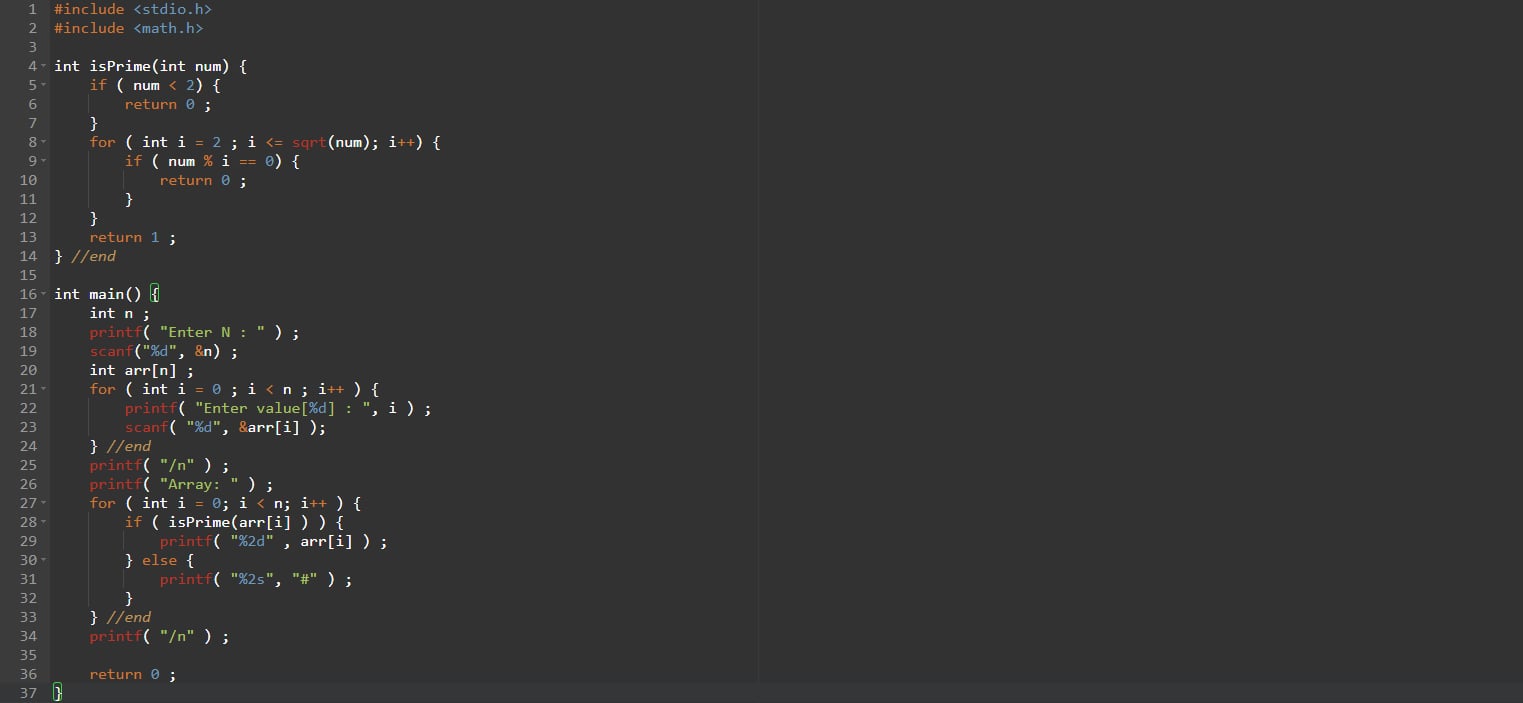 1 #include <stdio.h>
2 #include <math.h>
3
4 int isPrime(int num) {
5     if ( num < 2) {
6         return 0 ;
7     }
8     for ( int i = 2 ; i <= sqrt(num); i++) {
9         if ( num % i == 0) {
10             return 0 ;
11         }
12     }
13     return 1 ;
14 } //end
15
16 int main() {
17     int n ;
18     printf( "Enter N : " ) ;
19     scanf("%d", &n) ;
20     int arr[n] ;
21     for ( int i = 0 ; i < n ; i++ ) {
22         printf( "Enter value[%d] : ", i ) ;
23         scanf( "%d", &arr[i] );
24     } //end
25     printf( "/n" ) ;
26     printf( "Array: " ) ;
27     for ( int i = 0; i < n; i++ ) {
28         if ( isPrime(arr[i] ) ) {
29             printf( "%2d" , arr[i] ) ;
30         } else {
31             printf( "%2s", "#" ) ;
32         }
33     } //end
34     printf( "/n" ) ;
35
36     return 0 ;
37 }